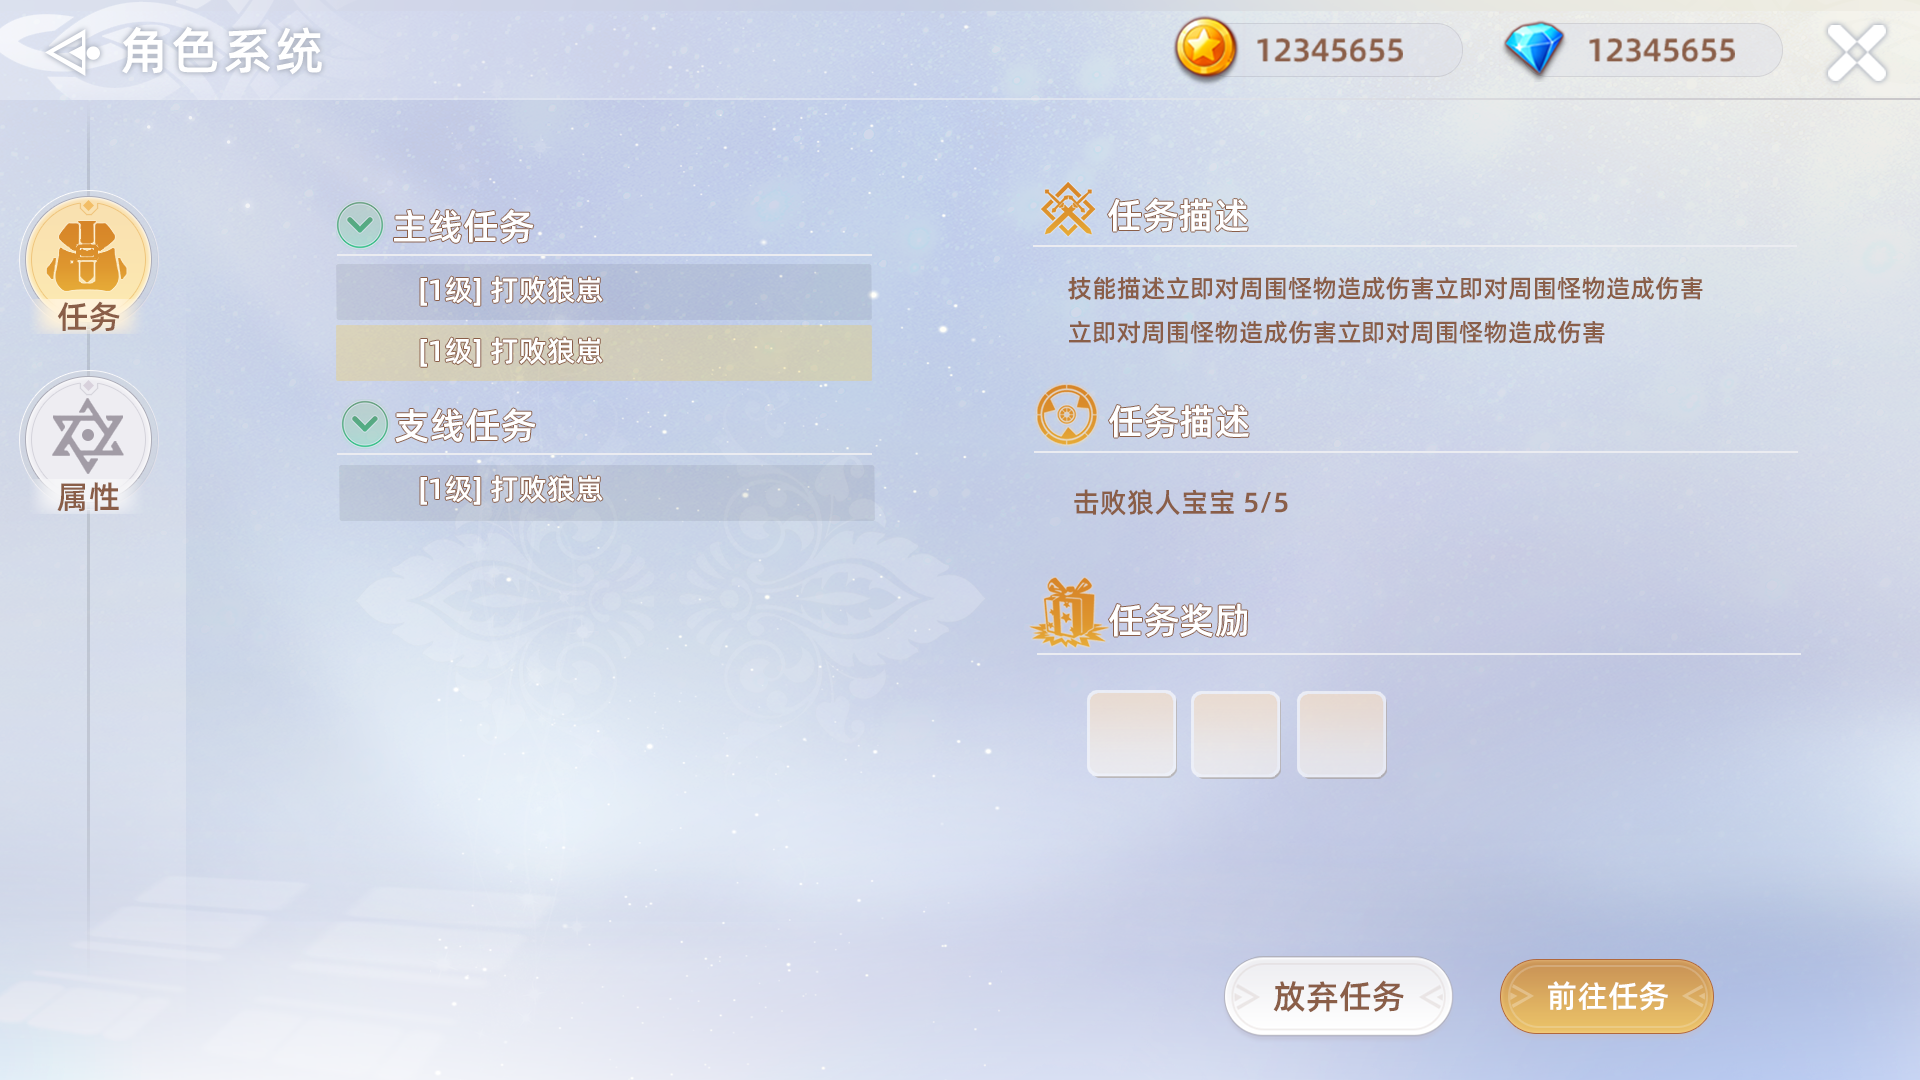 角色系统
12345655
12345655
任务
属性
主线任务
[1级] 打败狼崽
[1级] 打败狼崽
支线任务
[1级] 打败狼崽
任务描述
技能描述立即对周围怪物造成伤害立即对周围怪物造成伤害
立即对周围怪物造成伤害立即对周围怪物造成伤害
任务描述
击败狼人宝宝 5/5
任务奖励
放弃任务
前往任务